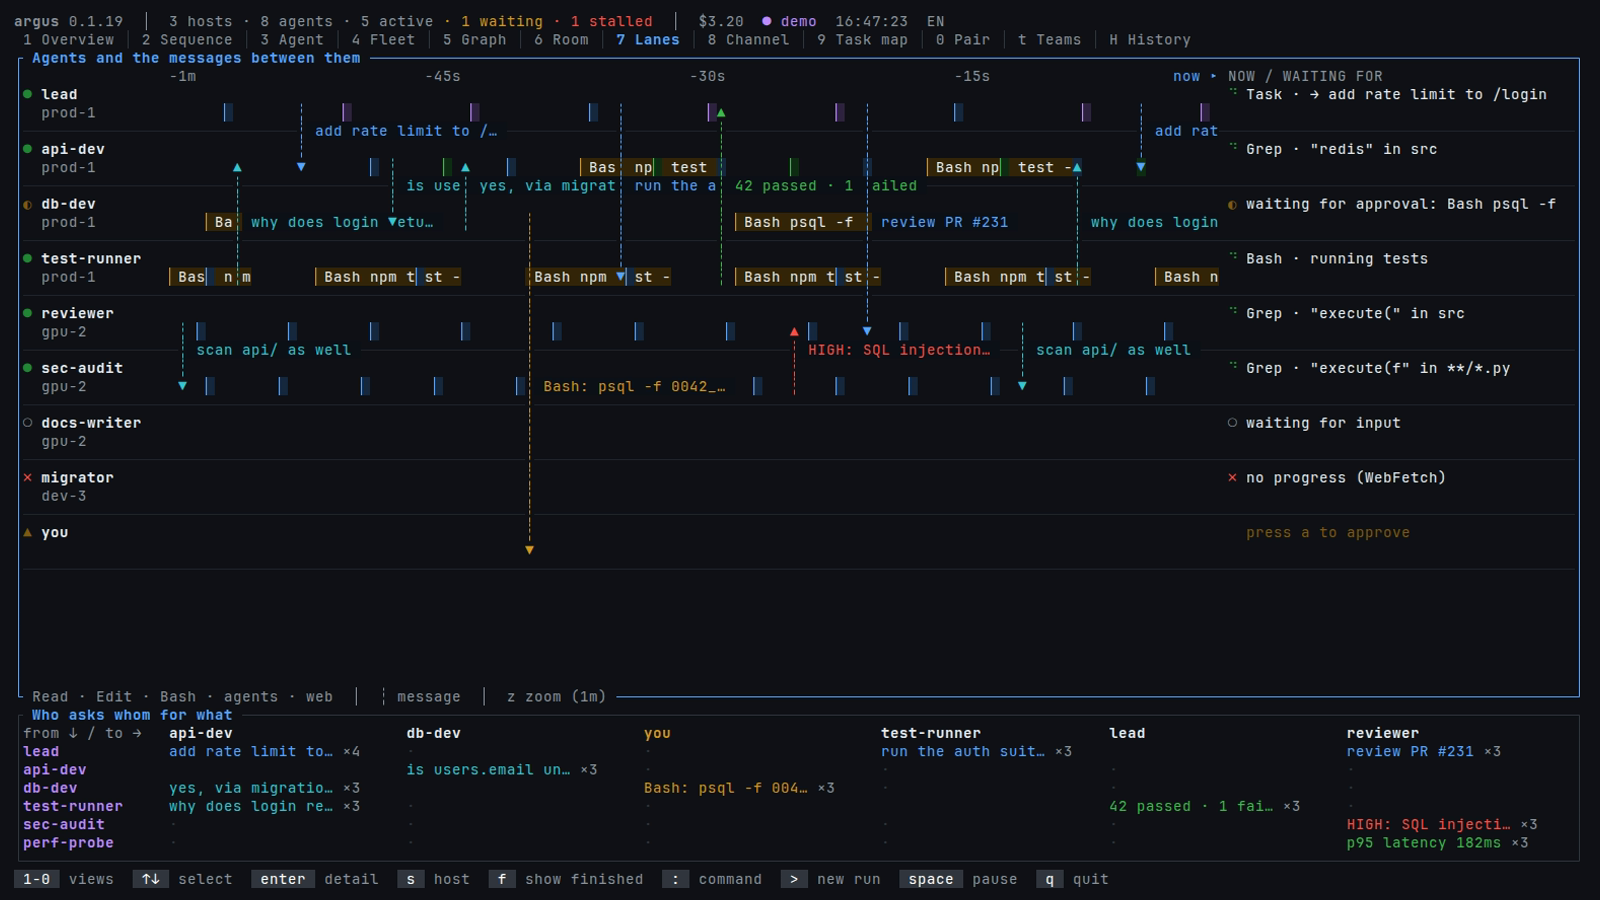 argus 0.1.19 │ 3 hosts · 8 agents · 5 active · 1 waiting · 1 stalled │ $3.20 ● demo 16:47:23 EN
1 Overview │ 2 Sequence │ 3 Agent │ 4 Fleet │ 5 Graph │ 6 Room │ 7 Lanes │ 8 Channel │ 9 Task map │ 0 Pair │ t Teams │ H History
Agents and the messages between them
-1m -45s -30s -15s now ▸ NOW / WAITING FOR
● lead Task · → add rate limit to /login
prod-1
add rate limit to /… add rat
● api-dev Grep · "redis" in src
prod-1 Bas np test Bash np test -
is use yes, via migrat run the a 42 passed · 1 ailed
◐ db-dev ◐ waiting for approval: Bash psql -f
prod-1 Ba why does login etu… Bash psql -f review PR #231 why does login
● test-runner Bash · running tests
prod-1 Bas n m Bash npm t st - Bash npm st - Bash npm t st - Bash npm t st - Bash n
● reviewer Grep · "execute(" in src
gpu-2
scan api/ as well HIGH: SQL injection… scan api/ as well
● sec-audit Grep · "execute(f" in **/*.py
gpu-2 Bash: psql -f 0042_…
○ docs-writer ○ waiting for input
gpu-2
× migrator × no progress (WebFetch)
dev-3
▲ you press a to approve
Read · Edit · Bash · agents · web │ ┆ message │ z zoom (1m)
Who asks whom for what
from ↓ / to → api-dev db-dev you test-runner lead reviewer
lead add rate limit to… ×4 · · run the auth suit… ×3 review PR #231 ×3
api-dev is users.email un… ×3 · · · ·
db-dev yes, via migratio… ×3 Bash: psql -f 004… ×3 · · ·
test-runner why does login re… ×3 · · 42 passed · 1 fai… ×3 ·
sec-audit · · · · · HIGH: SQL injecti… ×3
perf-probe · · · · · p95 latency 182ms ×3
1-0 views ↑↓ select enter detail s host f show finished : command > new run space pause q quit